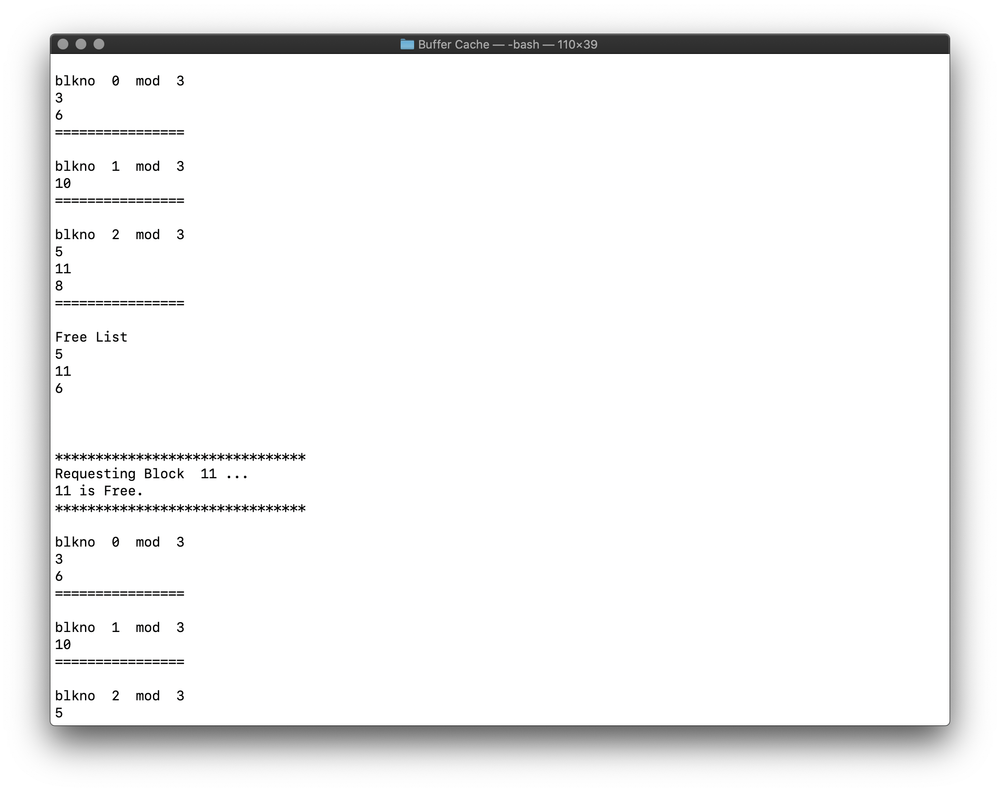 Buffer Cache — -bash — 110×39
blkno  0  mod  3
3
6
================
blkno  1  mod  3
10
================
blkno  2  mod  3
5
11
8
================
Free List
5
11
6
*******************************
Requesting Block  11 ...
11 is Free.
*******************************
blkno  0  mod  3
3
6
================
blkno  1  mod  3
10
================
blkno  2  mod  3
5